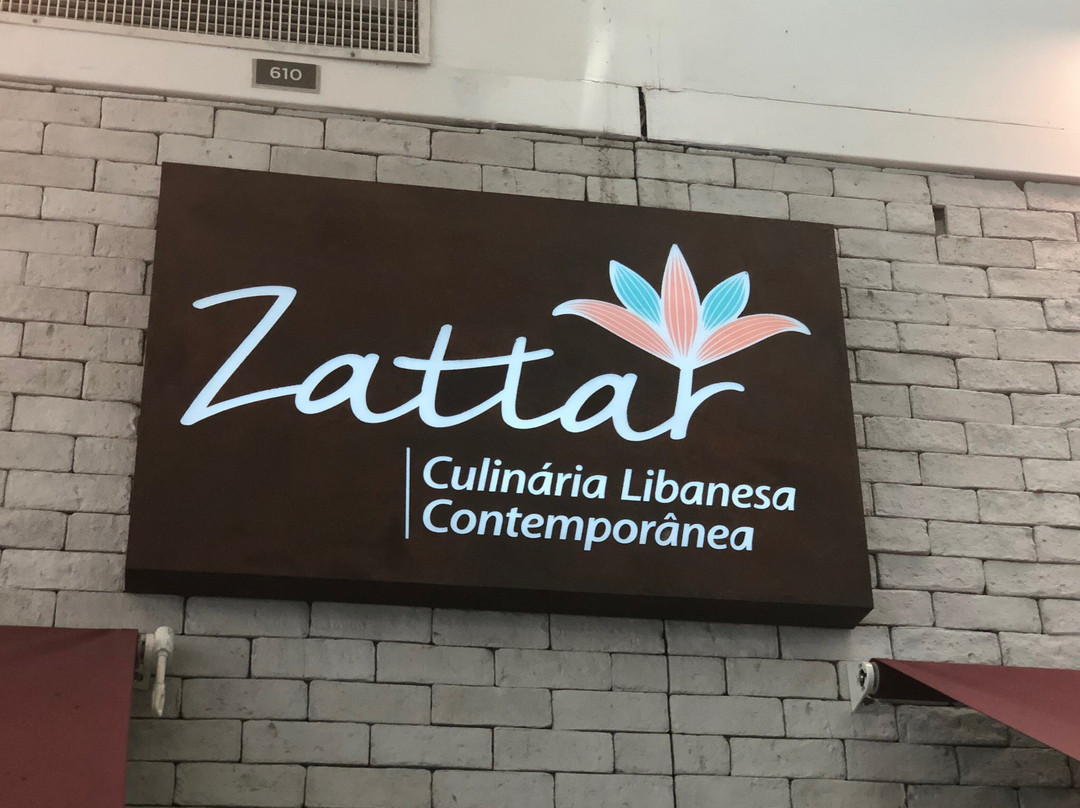 610
Zattar
Culinária Libanesa
Contemporânea